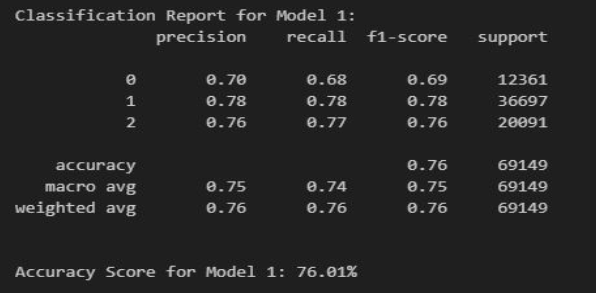 Classification Report for Model 1:
precision recall f1-score support
0 0.70 0.68 0.69 12361
1 0.78 0.78 0.78 36697
2 0.76 0.77 0.76 20091
accuracy 0.76 69149
macro avg 0.75 0.74 0.75 69149
weighted avg 0.76 0.76 0.76 69149
Accuracy Score for Model 1: 76.01%